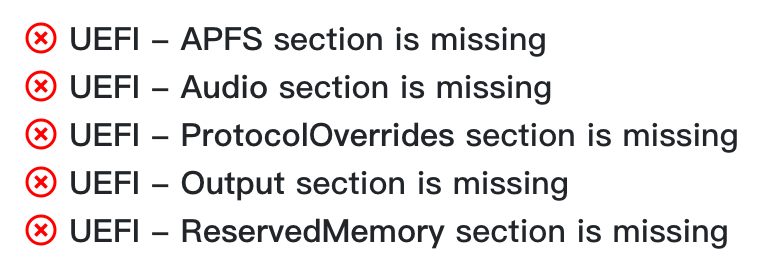 UEFI – APFS section is missing
UEFI – Audio section is missing
UEFI – ProtocolOverrides section is missing
UEFI – Output section is missing
UEFI – ReservedMemory section is missing